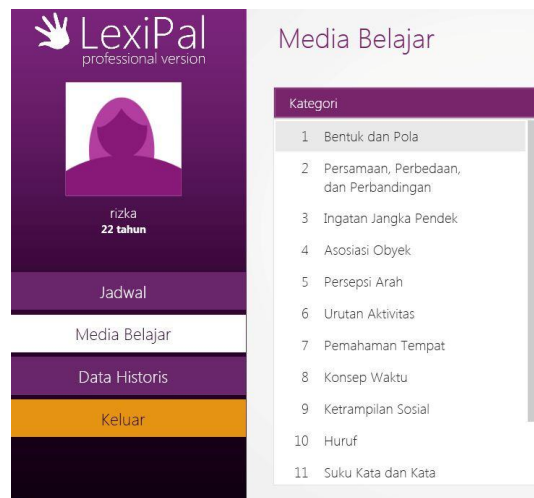 LexiPal
professional version
rizka
22 tahun
Jadwal
Media Belajar
Data Historis
Keluar
Media Belajar
Kategori
1 Bentuk dan Pola
2 Persamaan, Perbedaan,
dan Perbandingan
3 Ingatan Jangka Pendek
4 Asosiasi Obyek
5 Persepsi Arah
6 Urutan Aktivitas
7 Pemahaman Tempat
8 Konsep Waktu
9 Ketrampilan Sosial
10 Huruf
11 Suku Kata dan Kata